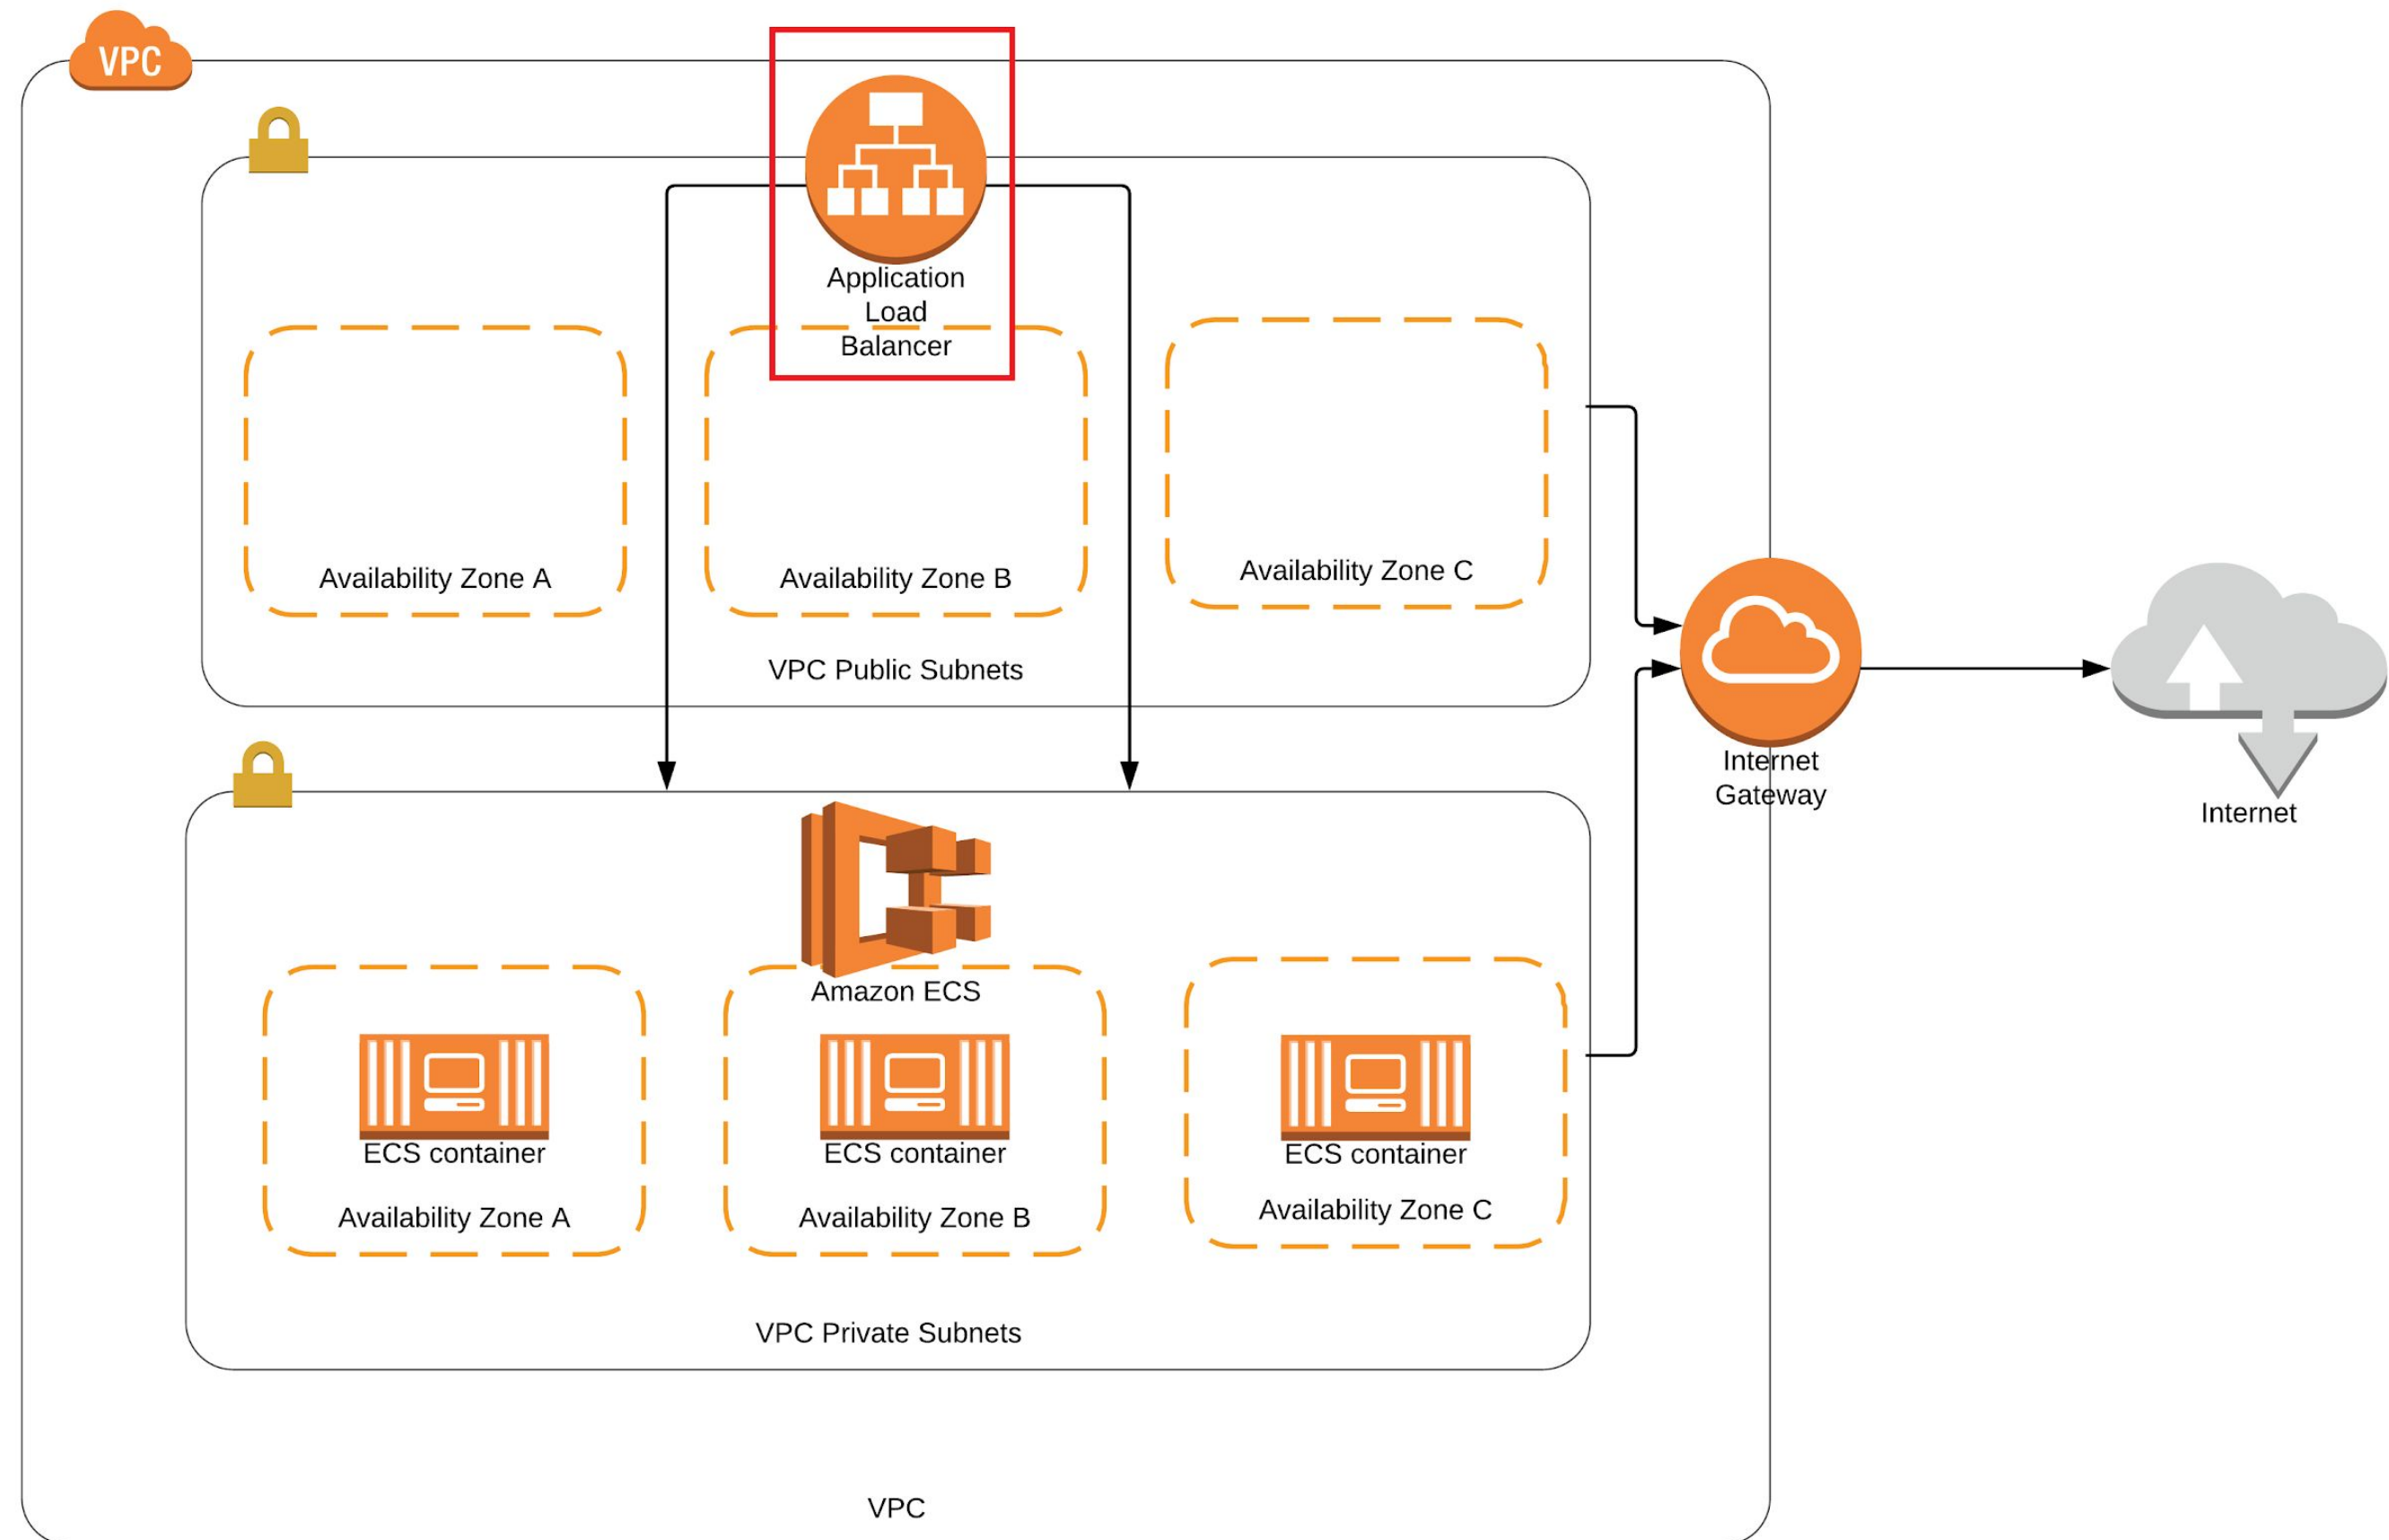 VPC
Application
Load
Balancer
Availability Zone A
Availability Zone B
Availability Zone C
VPC Public Subnets
Internet
Gateway
Internet
Amazon ECS
ECS container
ECS container
ECS container
Availability Zone A
Availability Zone B
Availability Zone C
VPC Private Subnets
VPC